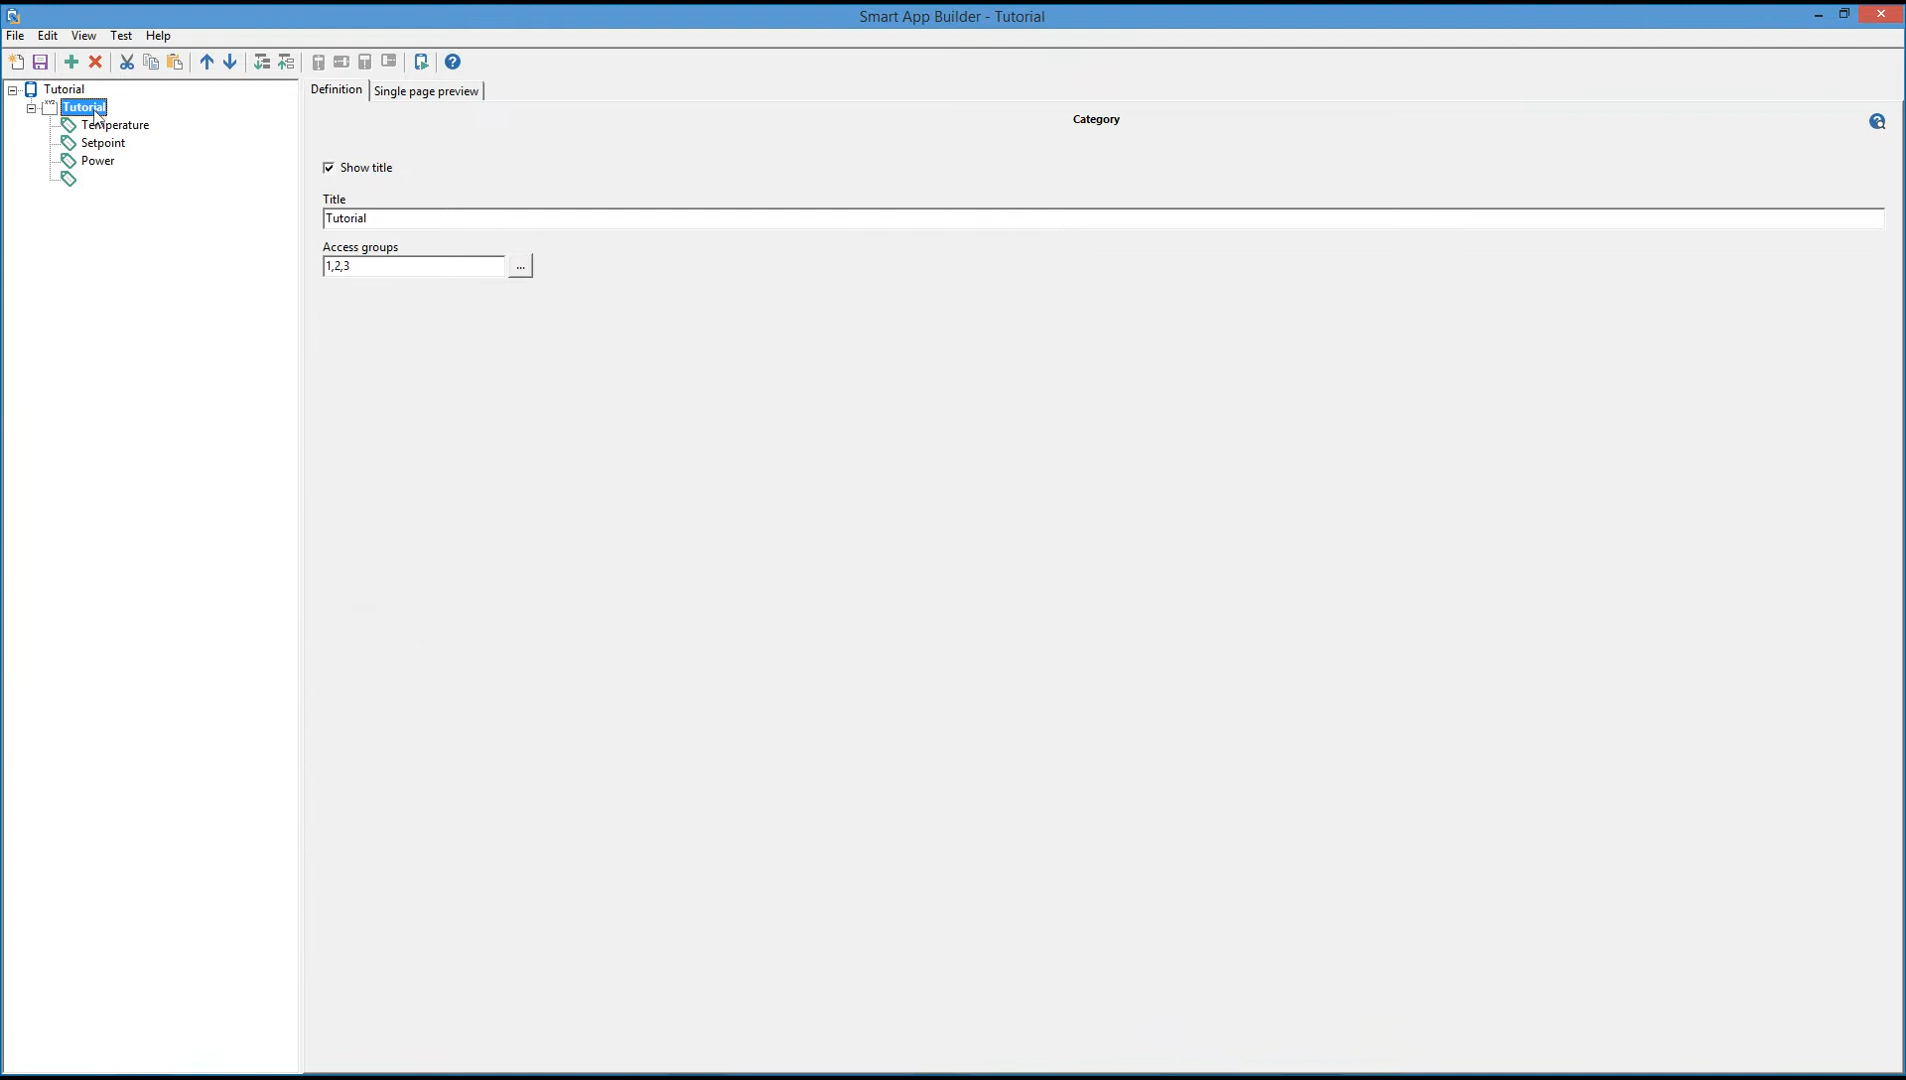 Smart App Builder - Tutorial
File Edit View Test Help
Tutorial
Tutorial
Temperature
Setpoint
Power
Definition Single page preview
Category
Show title
Title
Tutorial
Access groups
1,2,3 ...